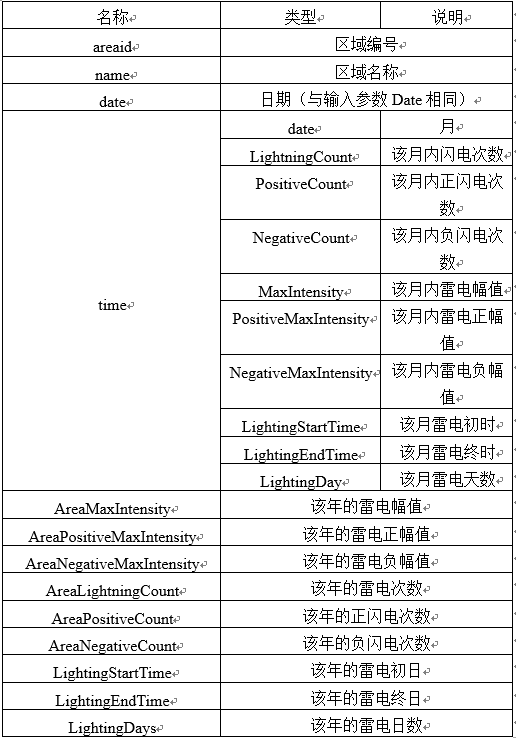 名称 类型 说明
areaid 区域编号
name 区域名称
date 日期（与输入参数 Date 相同）
time
date 月
LightningCount 该月内闪电次数
PositiveCount 该月内正闪电次
数
NegativeCount 该月内负闪电次
数
MaxIntensity 该月内雷电幅值
PositiveMaxIntensity 该月内雷电正幅
值
NegativeMaxIntensity 该月内雷电负幅
值
LightingStartTime 该月雷电初时
LightingEndTime 该月雷电终时
LightingDay 该月雷电天数
AreaMaxIntensity 该年的雷电幅值
AreaPositiveMaxIntensity 该年的雷电正幅值
AreaNegativeMaxIntensity 该年的雷电负幅值
AreaLightningCount 该年的雷电次数
AreaPositiveCount 该年的正闪电次数
AreaNegativeCount 该年的负闪电次数
LightingStartTime 该年的雷电初日
LightingEndTime 该年的雷电终日
LightingDays 该年的雷电日数